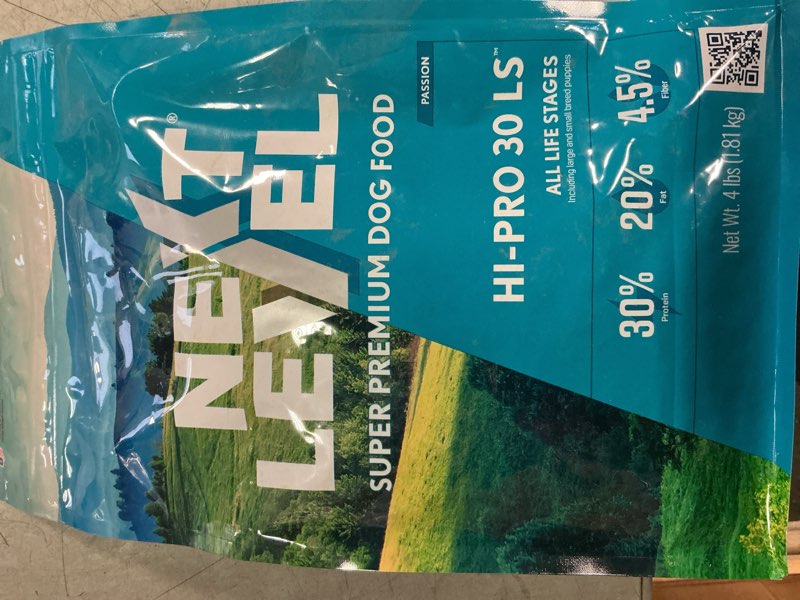 NEXT®
LEVEL
SUPER PREMIUM DOG FOOD
PASSION
HI-PRO 30 LS™
ALL LIFE STAGES
Including large and small breed puppies
30% 20% 4.5%
Protein Fat Fiber
Net Wt. 4 lbs (1.81 kg)